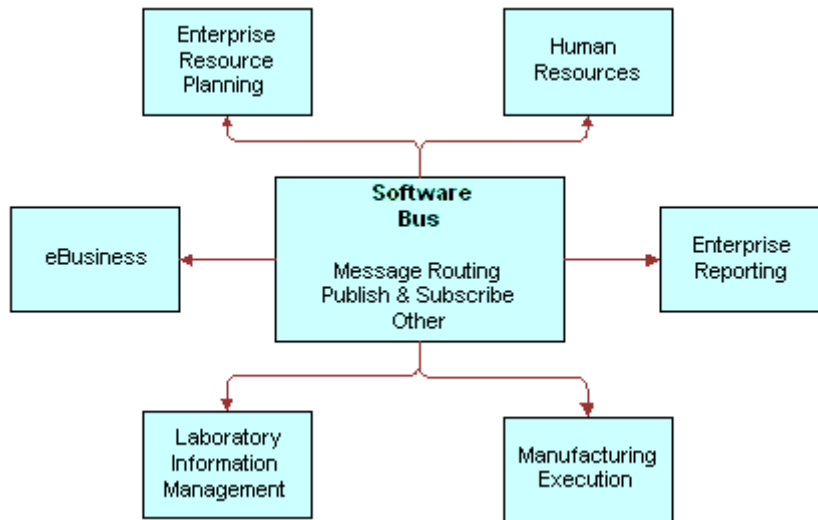 Enterprise
Resource
Planning
Human
Resources
Software
Bus
Message Routing
Publish & Subscribe
Other
eBusiness
Enterprise
Reporting
Laboratory
Information
Management
Manufacturing
Execution